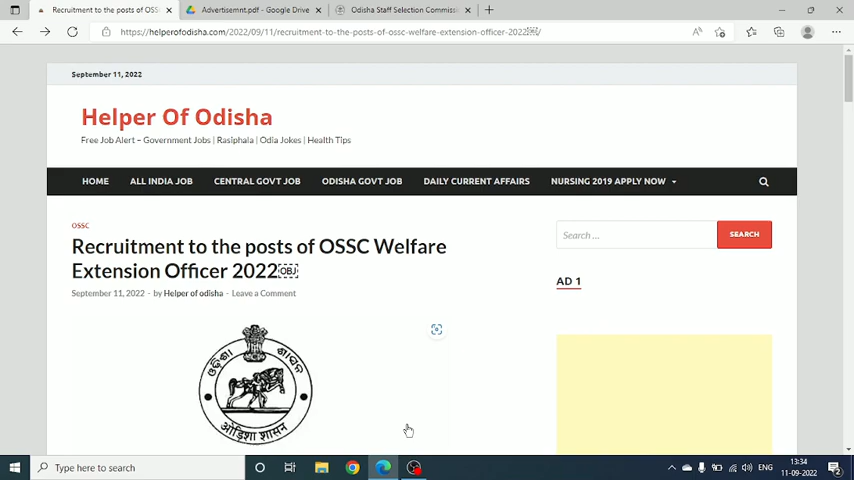 Recruitment to the posts of OSS
Advertisemnt.pdf - Google Drive
Odisha Staff Selection Commissi
https://helperofodisha.com/2022/09/11/recruitment-to-the-posts-of-ossc-welfare-extension-officer-2022￼/
September 11, 2022
Helper Of Odisha
Free Job Alert – Government Jobs | Rasiphala | Odia Jokes | Health Tips
HOME ALL INDIA JOB CENTRAL GOVT JOB ODISHA GOVT JOB DAILY CURRENT AFFAIRS NURSING 2019 APPLY NOW
OSSC
Recruitment to the posts of OSSC Welfare
Extension Officer 2022￼
September 11, 2022 - by Helper of odisha - Leave a Comment
Search ...
SEARCH
AD 1
ଓଡ଼ିଶା ଶାସନ
ओड़िशा शासन
Type here to search
ENG
13:34
11-09-2022
2